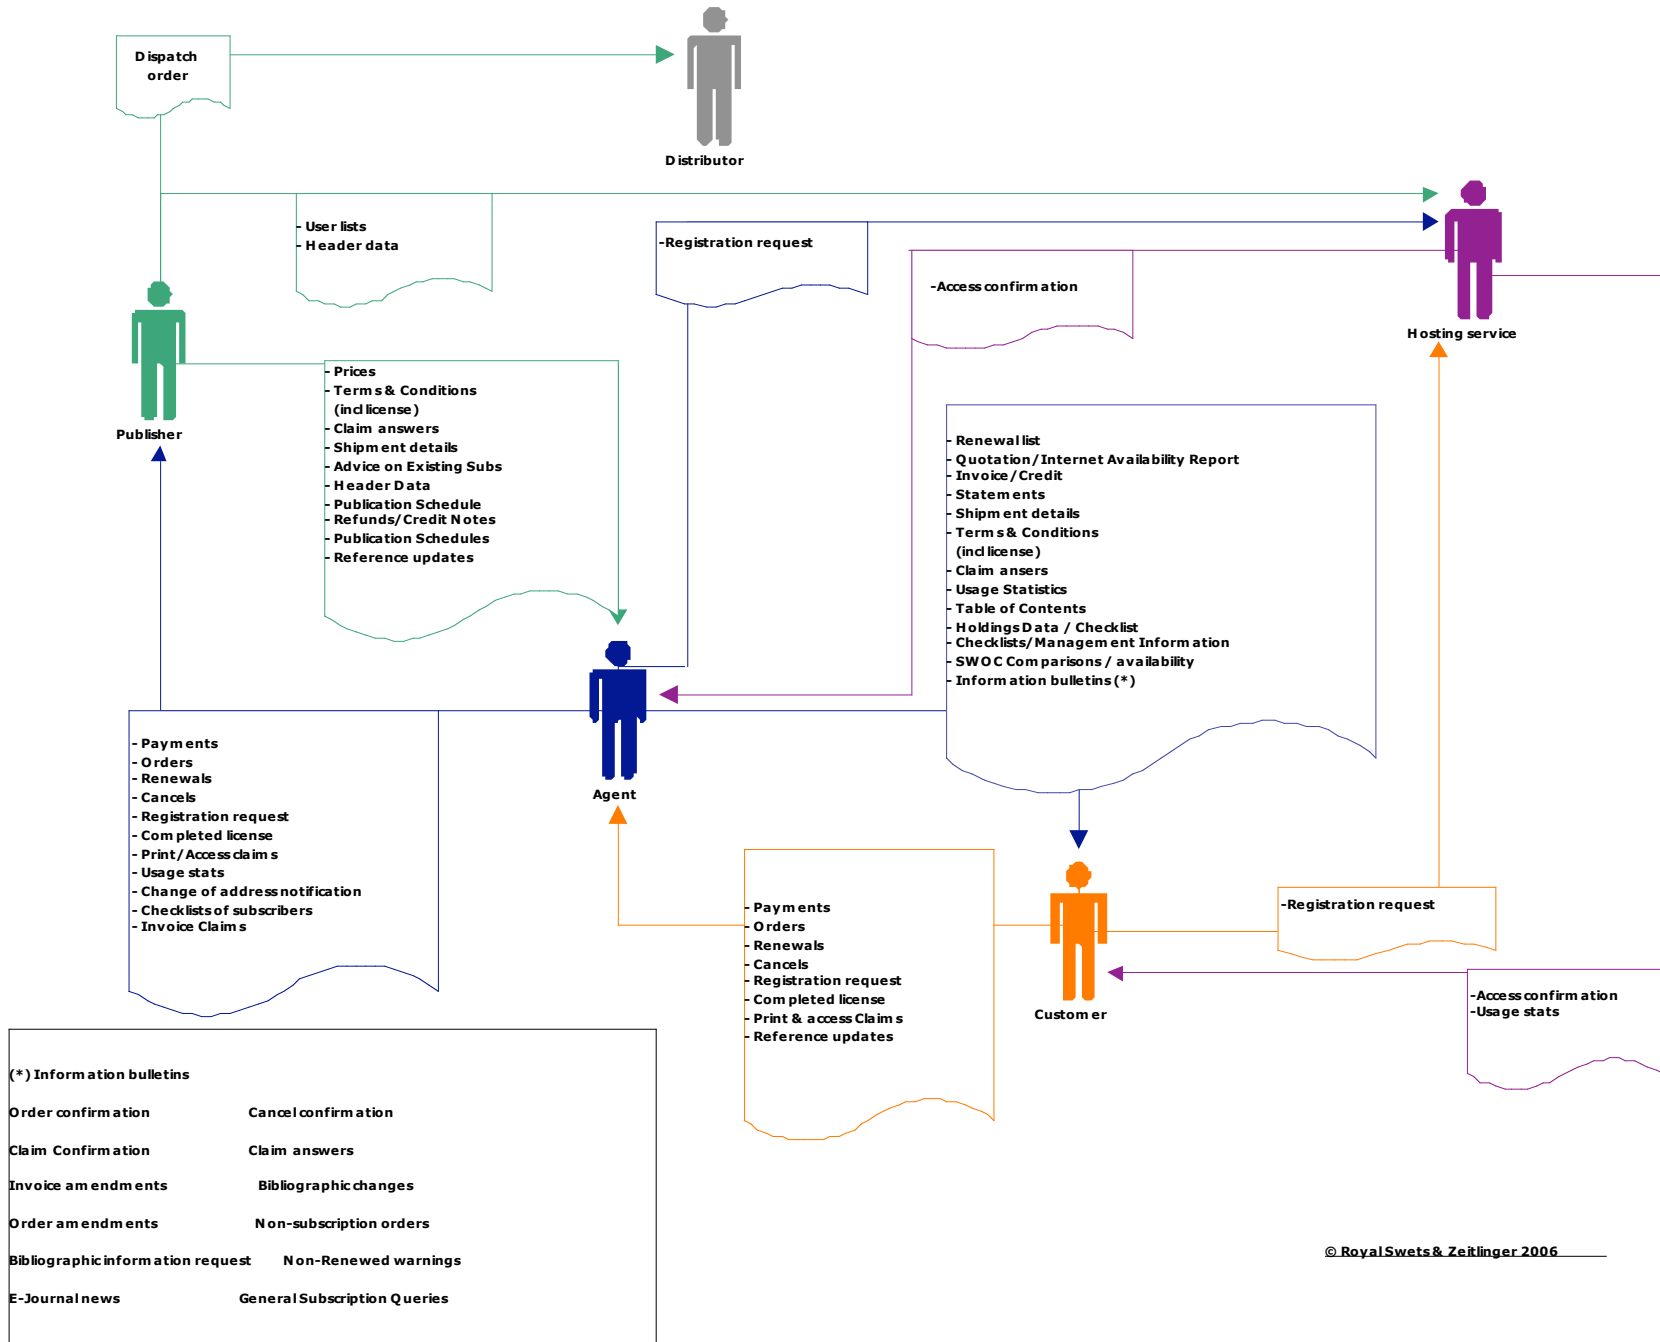 Dispatch
order
Distributor
- User lists
- Header data
-Registration request
-Access confirmation
Hosting service
Publisher
- Prices
- Terms & Conditions
(incl license)
- Claim answers
- Shipment details
- Advice on Existing Subs
- Header Data
- Publication Schedule
- Refunds/Credit Notes
- Publication Schedules
- Reference updates
- Renewal list
- Quotation/Internet Availability Report
- Invoice/Credit
- Statements
- Shipment details
- Terms & Conditions
(incl license)
- Claim ansers
- Usage Statistics
- Table of Contents
- Holdings Data / Checklist
- Checklists/Management Information
- SWOC Comparisons / availability
- Information bulletins (*)
- Payments
- Orders
- Renewals
- Cancels
- Registration request
- Completed license
- Print/Access claims
- Usage stats
- Change of address notification
- Checklists of subscribers
- Invoice Claims
Agent
- Payments
- Orders
- Renewals
- Cancels
- Registration request
- Completed license
- Print & access Claims
- Reference updates
Customer
-Registration request
-Access confirmation
-Usage stats
(*) Information bulletins
Order confirmation Cancel confirmation
Claim Confirmation Claim answers
Invoice amendments Bibliographic changes
Order amendments Non-subscription orders
Bibliographic information request Non-Renewed warnings
E-Journal news General Subscription Queries
© Royal Swets & Zeitlinger 2006